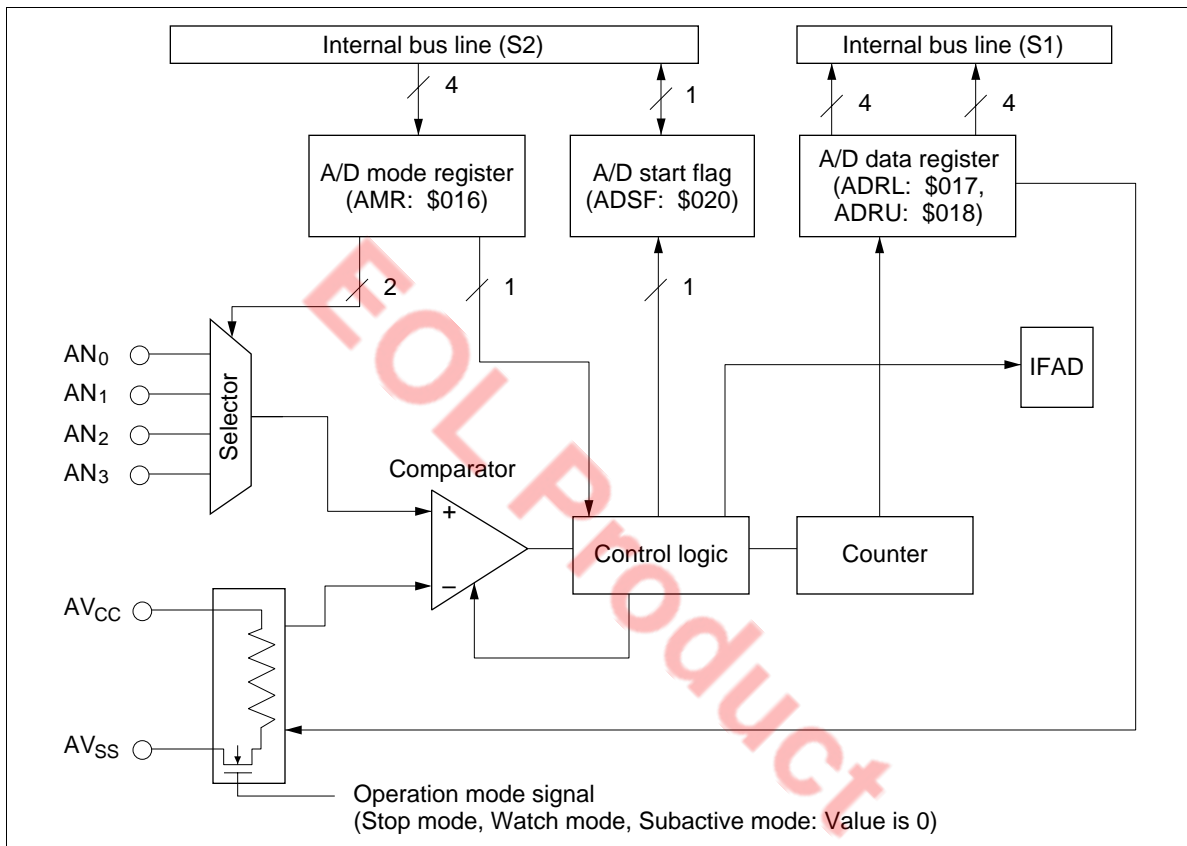 Internal bus line (S2)
Internal bus line (S1)
4
1
4
4
A/D mode register
(AMR: $016)
A/D start flag
(ADSF: $020)
A/D data register
(ADRL: $017,
ADRU: $018)
2
1
1
AN0
AN1
AN2
AN3
Selector
IFAD
Comparator
+
−
Control logic
Counter
AVCC
AVSS
Operation mode signal
(Stop mode, Watch mode, Subactive mode: Value is 0)
EOL Product